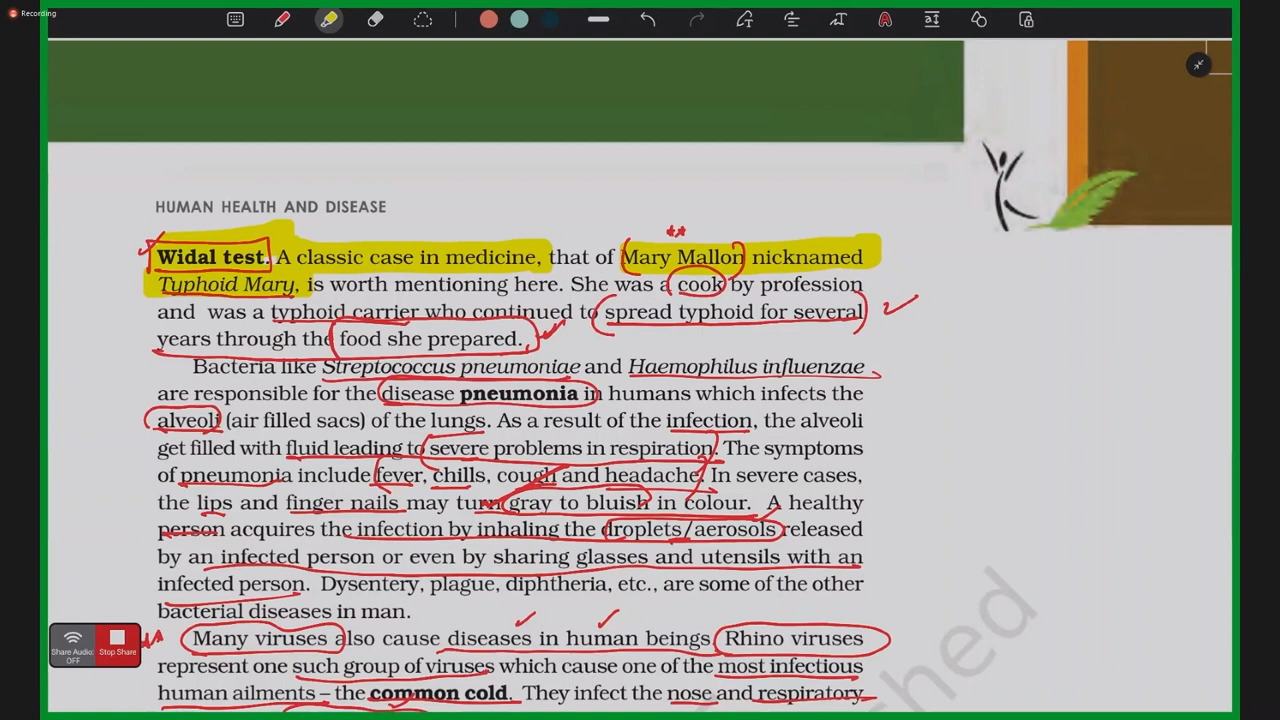 Recording
HUMAN HEALTH AND DISEASE
Widal test. A classic case in medicine, that of Mary Mallon nicknamed
Typhoid Mary, is worth mentioning here. She was a cook by profession
and was a typhoid carrier who continued to spread typhoid for several
years through the food she prepared.
Bacteria like Streptococcus pneumoniae and Haemophilus influenzae
are responsible for the disease pneumonia in humans which infects the
alveoli (air filled sacs) of the lungs. As a result of the infection, the alveoli
get filled with fluid leading to severe problems in respiration. The symptoms
of pneumonia include fever, chills, cough and headache. In severe cases,
the lips and finger nails may turn gray to bluish in colour. A healthy
person acquires the infection by inhaling the droplets/aerosols released
by an infected person or even by sharing glasses and utensils with an
infected person. Dysentery, plague, diphtheria, etc., are some of the other
bacterial diseases in man.
Many viruses also cause diseases in human beings. Rhino viruses
represent one such group of viruses which cause one of the most infectious
human ailments – the common cold. They infect the nose and respiratory
Share Audio: OFF
Stop Share
shed